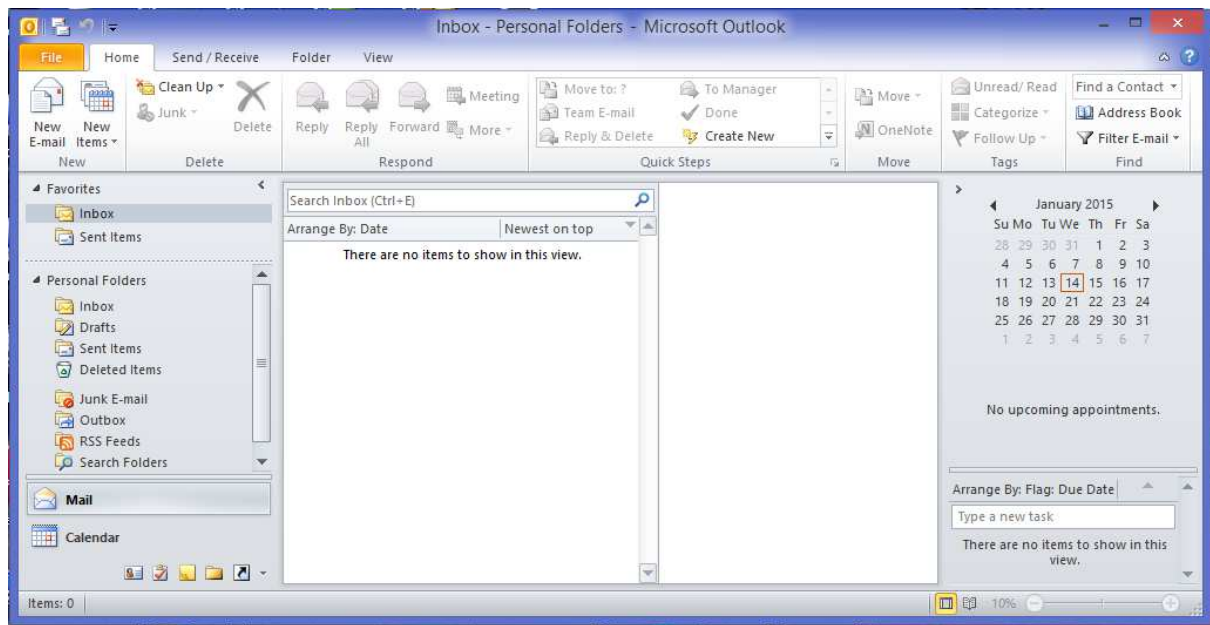 Inbox - Personal Folders - Microsoft Outlook
File Home Send / Receive Folder View
New E-mail
New Items
New
Clean Up
Junk
Delete
Delete
Reply
Reply All
Forward
Meeting
More
Respond
Move to: ?
Team E-mail
Reply & Delete
To Manager
Done
Create New
Quick Steps
Move
OneNote
Move
Unread/ Read
Categorize
Follow Up
Tags
Find a Contact
Address Book
Filter E-mail
Find
Favorites
Inbox
Sent Items
Personal Folders
Inbox
Drafts
Sent Items
Deleted Items
Junk E-mail
Outbox
RSS Feeds
Search Folders
Mail
Calendar
Search Inbox (Ctrl+E)
Arrange By: Date Newest on top
There are no items to show in this view.
January 2015
Su Mo Tu We Th Fr Sa
28 29 30 31 1 2 3
4 5 6 7 8 9 10
11 12 13 14 15 16 17
18 19 20 21 22 23 24
25 26 27 28 29 30 31
1 2 3 4 5 6 7
No upcoming appointments.
Arrange By: Flag: Due Date
Type a new task
There are no items to show in this
view.
Items: 0
10%